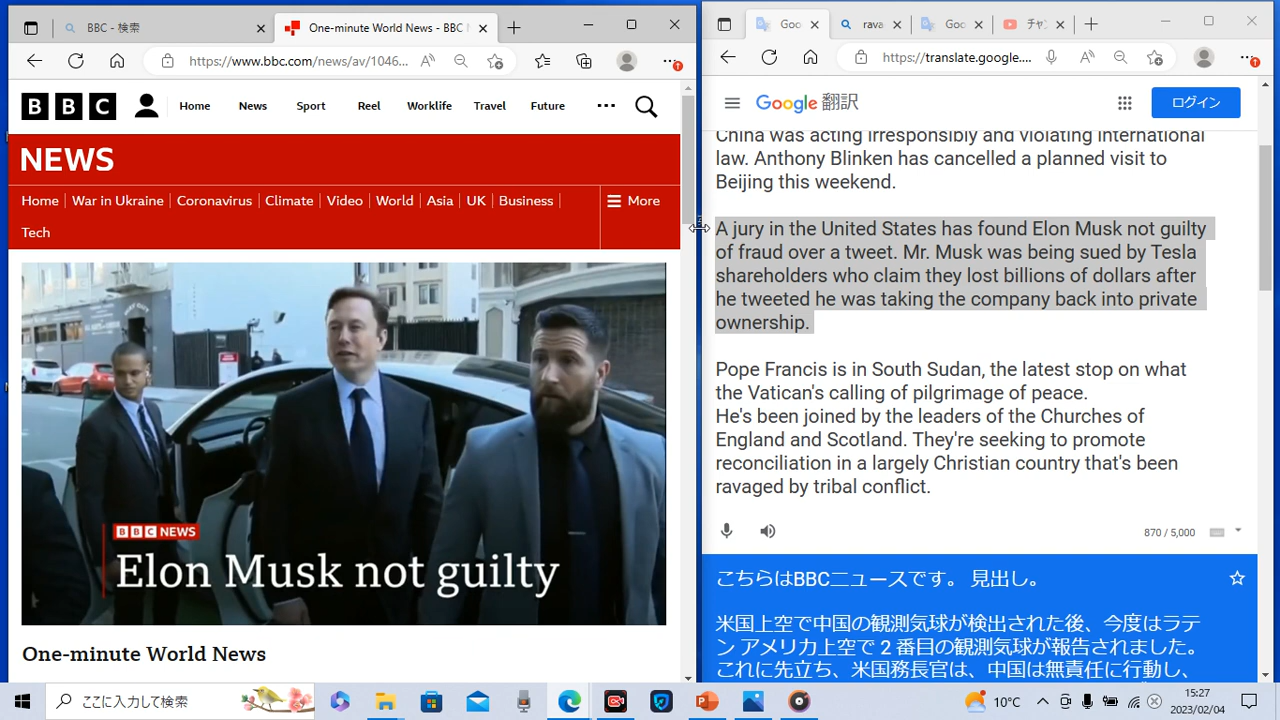 BBC - 検索
One-minute World News - BBC
https://www.bbc.com/news/av/1046...
BBC
Home
News
Sport
Reel
Worklife
Travel
Future
NEWS
Home
War in Ukraine
Coronavirus
Climate
Video
World
Asia
UK
Business
More
Tech
BBC NEWS
Elon Musk not guilty
One-minute World News
Goo
rava
Goo
チャン
https://translate.google....
Google 翻訳
ログイン
China was acting irresponsibly and violating international
law. Anthony Blinken has cancelled a planned visit to
Beijing this weekend.
A jury in the United States has found Elon Musk not guilty
of fraud over a tweet. Mr. Musk was being sued by Tesla
shareholders who claim they lost billions of dollars after
he tweeted he was taking the company back into private
ownership.
Pope Francis is in South Sudan, the latest stop on what
the Vatican's calling of pilgrimage of peace.
He's been joined by the leaders of the Churches of
England and Scotland. They're seeking to promote
reconciliation in a largely Christian country that's been
ravaged by tribal conflict.
870 / 5,000
こちらはBBCニュースです。 見出し。
米国上空で中国の観測気球が検出された後、今度はラテ
ン アメリカ上空で 2 番目の観測気球が報告されました。
これに先立ち、米国務長官は、中国は無責任に行動し、
ここに入力して検索
10°C
15:27
2023/02/04